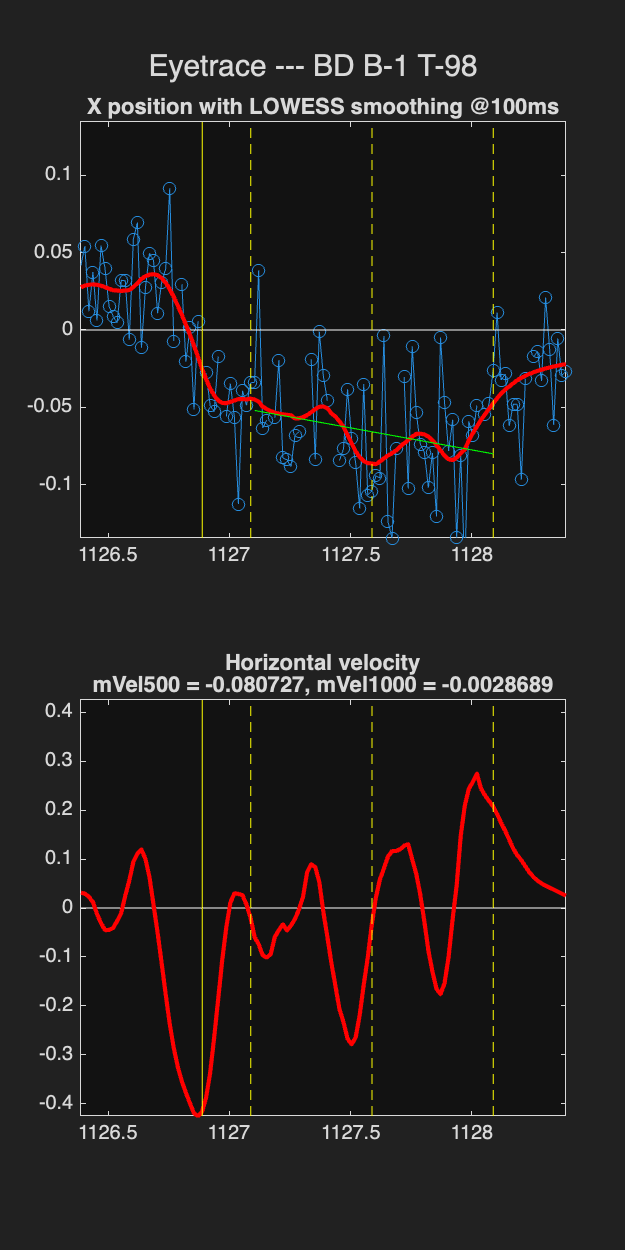 Eyetrace --- BD B-1 T-98
X position with LOWESS smoothing @100ms
0.1
0.05
0
-0.05
-0.1
1126.5 1127 1127.5 1128
Horizontal velocity
mVel500 = -0.080727, mVel1000 = -0.0028689
0.4
0.3
0.2
0.1
0
-0.1
-0.2
-0.3
-0.4
1126.5 1127 1127.5 1128